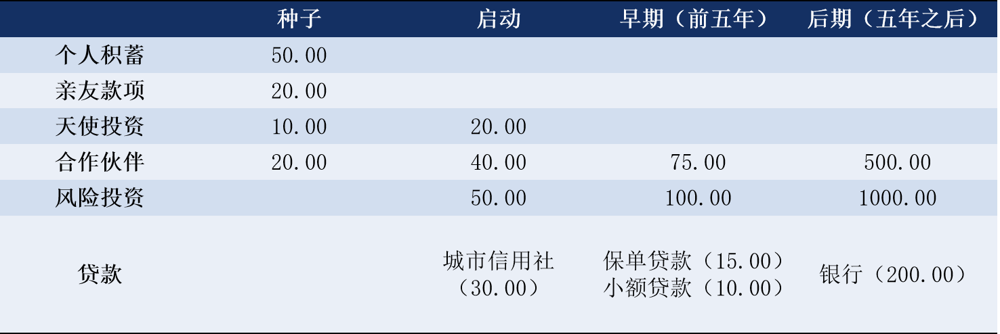 种子 启动 早期（前五年） 后期（五年之后）
个人积蓄 50.00
亲友款项 20.00
天使投资 10.00 20.00
合作伙伴 20.00 40.00 75.00 500.00
风险投资 50.00 100.00 1000.00
贷款 城市信用社（30.00） 保单贷款（15.00） 小额贷款（10.00） 银行（200.00）